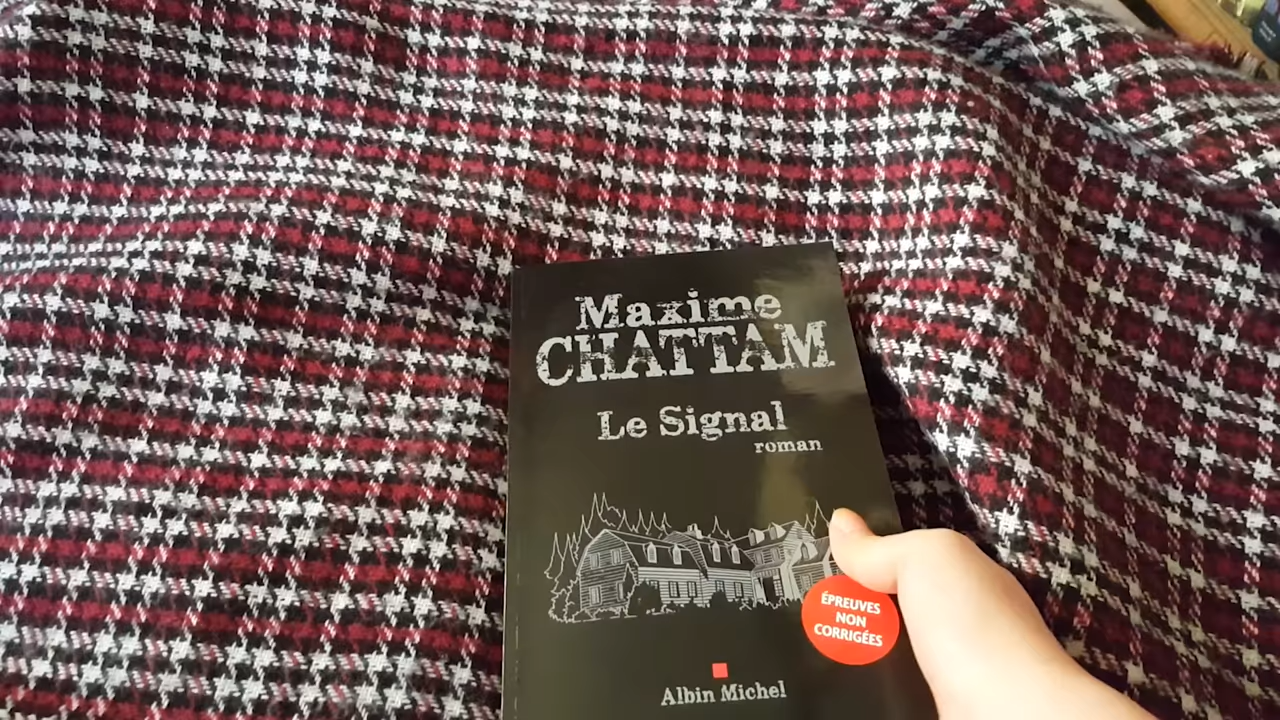 Maxime
CHATTAM
Le Signal
roman
ÉPREUVES
NON
CORRIGÉES
Albin Michel